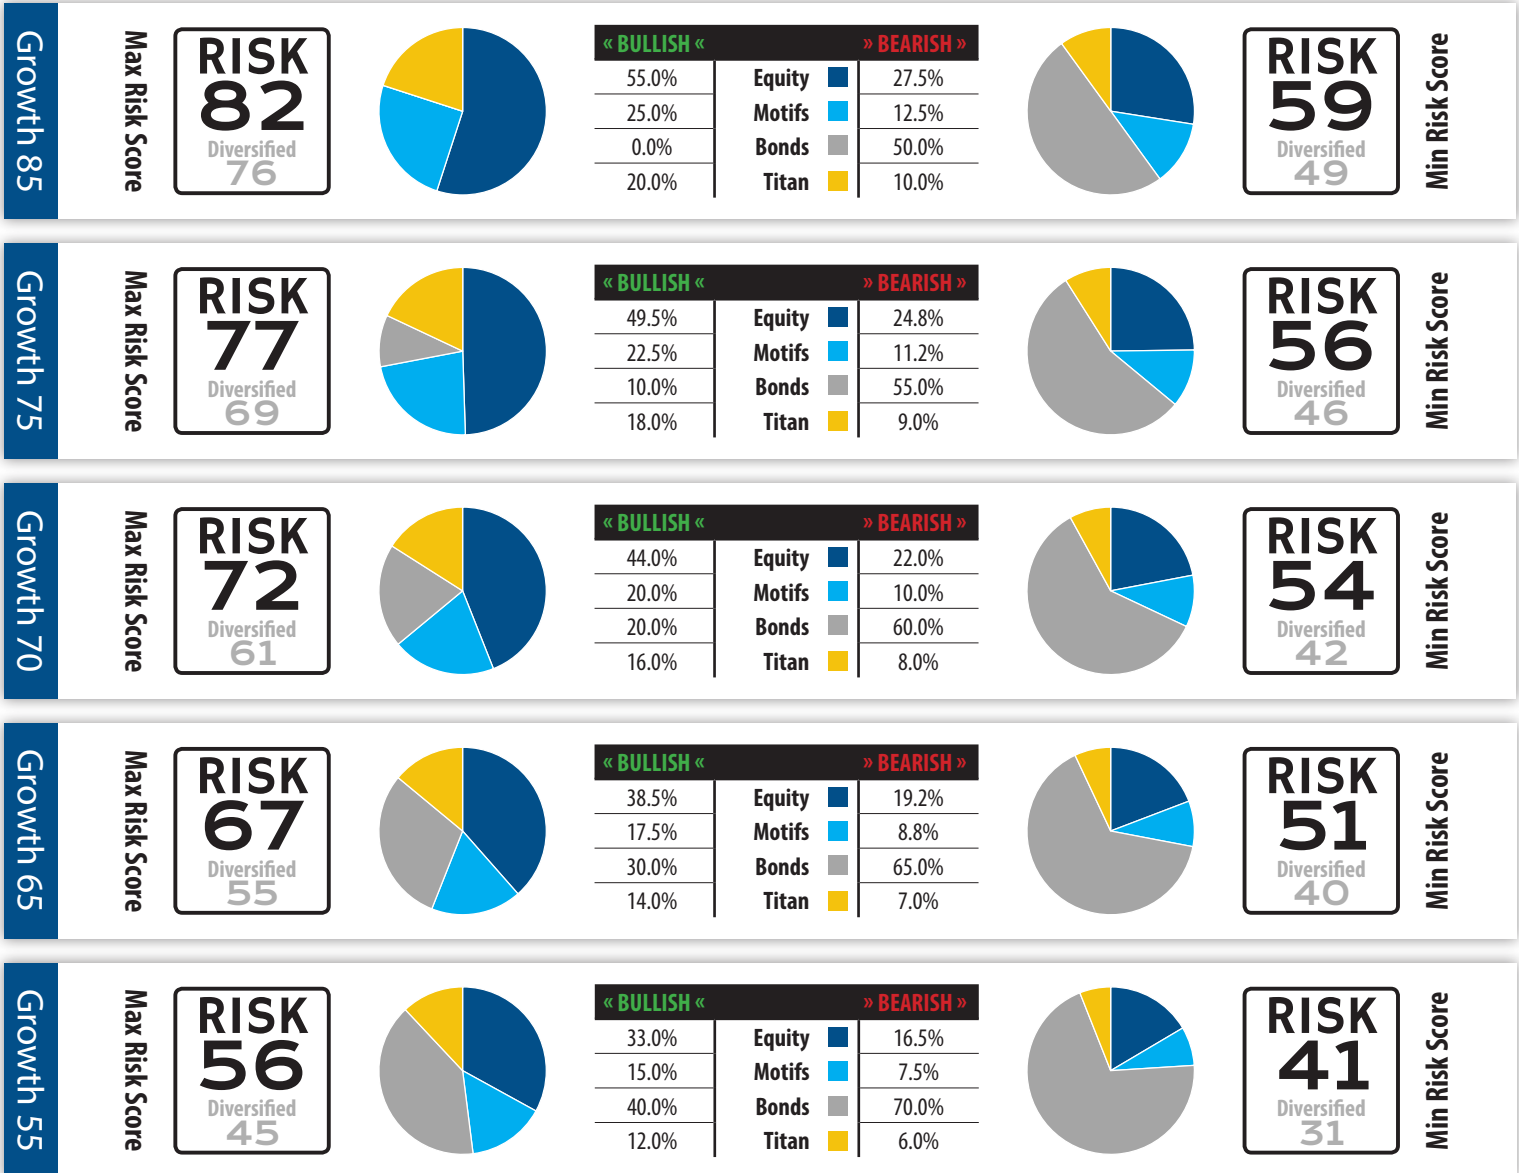 Growth 85
Max Risk Score
RISK
82
Diversified
76
« BULLISH « » BEARISH »
55.0% Equity 27.5%
25.0% Motifs 12.5%
0.0% Bonds 50.0%
20.0% Titan 10.0%
RISK
59
Diversified
49
Min Risk Score
Growth 75
Max Risk Score
RISK
77
Diversified
69
« BULLISH « » BEARISH »
49.5% Equity 24.8%
22.5% Motifs 11.2%
10.0% Bonds 55.0%
18.0% Titan 9.0%
RISK
56
Diversified
46
Min Risk Score
Growth 70
Max Risk Score
RISK
72
Diversified
61
« BULLISH « » BEARISH »
44.0% Equity 22.0%
20.0% Motifs 10.0%
20.0% Bonds 60.0%
16.0% Titan 8.0%
RISK
54
Diversified
42
Min Risk Score
Growth 65
Max Risk Score
RISK
67
Diversified
55
« BULLISH « » BEARISH »
38.5% Equity 19.2%
17.5% Motifs 8.8%
30.0% Bonds 65.0%
14.0% Titan 7.0%
RISK
51
Diversified
40
Min Risk Score
Growth 55
Max Risk Score
RISK
56
Diversified
45
« BULLISH « » BEARISH »
33.0% Equity 16.5%
15.0% Motifs 7.5%
40.0% Bonds 70.0%
12.0% Titan 6.0%
RISK
41
Diversified
31
Min Risk Score